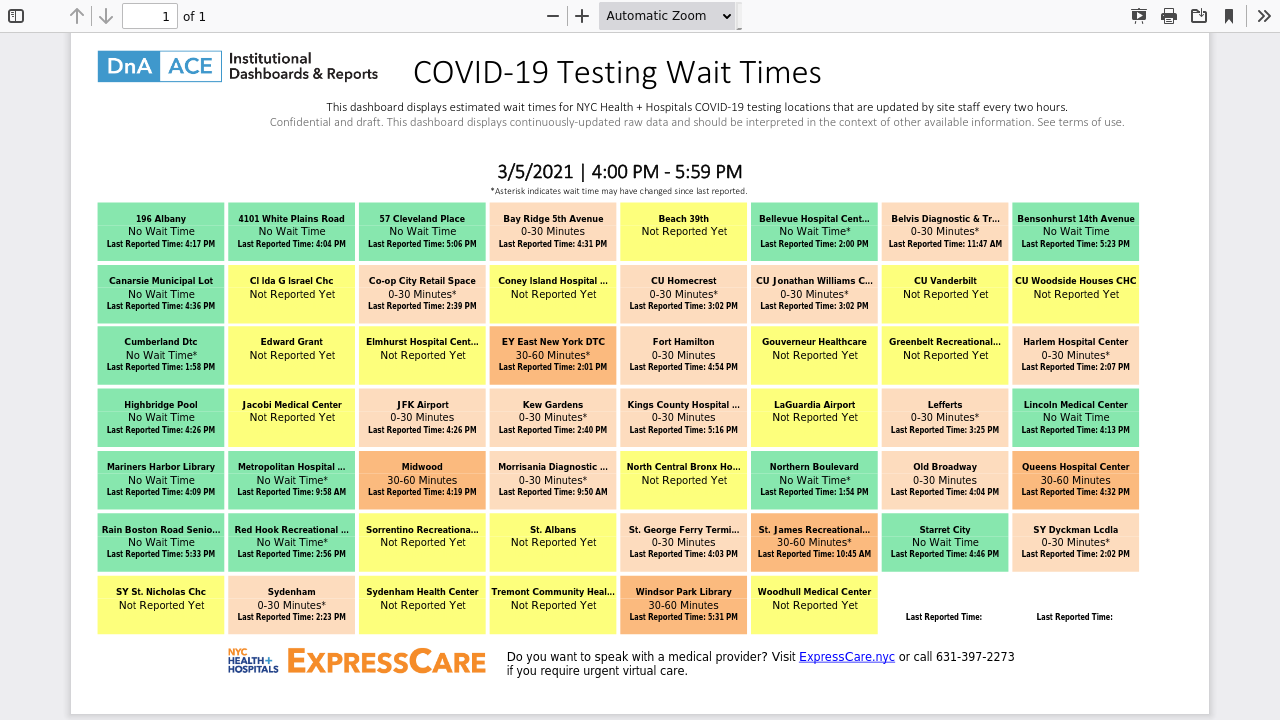 1 of 1 Automatic Zoom
DnA ACE Institutional
Dashboards & Reports
COVID-19 Testing Wait Times
This dashboard displays estimated wait times for NYC Health + Hospitals COVID-19 testing locations that are updated by site staff every two hours.
Confidential and draft. This dashboard displays continuously-updated raw data and should be interpreted in the context of other available information. See terms of use.
3/5/2021 | 4:00 PM - 5:59 PM
*Asterisk indicates wait time may have changed since last reported.
196 Albany
No Wait Time
Last Reported Time: 4:17 PM
4101 White Plains Road
No Wait Time
Last Reported Time: 4:04 PM
57 Cleveland Place
No Wait Time
Last Reported Time: 5:06 PM
Bay Ridge 5th Avenue
0-30 Minutes
Last Reported Time: 4:31 PM
Beach 39th
Not Reported Yet
Bellevue Hospital Cent...
No Wait Time*
Last Reported Time: 2:00 PM
Belvis Diagnostic & Tr...
0-30 Minutes*
Last Reported Time: 11:47 AM
Bensonhurst 14th Avenue
No Wait Time
Last Reported Time: 5:23 PM
Canarsie Municipal Lot
No Wait Time
Last Reported Time: 4:36 PM
Cl Ida G Israel Chc
Not Reported Yet
Co-op City Retail Space
0-30 Minutes*
Last Reported Time: 2:39 PM
Coney Island Hospital ...
Not Reported Yet
CU Homecrest
0-30 Minutes*
Last Reported Time: 3:02 PM
CU Jonathan Williams C...
0-30 Minutes*
Last Reported Time: 3:02 PM
CU Vanderbilt
Not Reported Yet
CU Woodside Houses CHC
Not Reported Yet
Cumberland Dtc
No Wait Time*
Last Reported Time: 1:58 PM
Edward Grant
Not Reported Yet
Elmhurst Hospital Cent...
Not Reported Yet
EY East New York DTC
30-60 Minutes*
Last Reported Time: 2:01 PM
Fort Hamilton
0-30 Minutes
Last Reported Time: 4:54 PM
Gouverneur Healthcare
Not Reported Yet
Greenbelt Recreational...
Not Reported Yet
Harlem Hospital Center
0-30 Minutes*
Last Reported Time: 2:07 PM
Highbridge Pool
No Wait Time
Last Reported Time: 4:26 PM
Jacobi Medical Center
Not Reported Yet
JFK Airport
0-30 Minutes
Last Reported Time: 4:26 PM
Kew Gardens
0-30 Minutes*
Last Reported Time: 2:40 PM
Kings County Hospital ...
0-30 Minutes
Last Reported Time: 5:16 PM
LaGuardia Airport
Not Reported Yet
Lefferts
0-30 Minutes*
Last Reported Time: 3:25 PM
Lincoln Medical Center
No Wait Time
Last Reported Time: 4:13 PM
Mariners Harbor Library
No Wait Time
Last Reported Time: 4:09 PM
Metropolitan Hospital ...
No Wait Time*
Last Reported Time: 9:58 AM
Midwood
30-60 Minutes
Last Reported Time: 4:19 PM
Morrisania Diagnostic ...
0-30 Minutes*
Last Reported Time: 9:50 AM
North Central Bronx Ho...
Not Reported Yet
Northern Boulevard
No Wait Time*
Last Reported Time: 1:54 PM
Old Broadway
0-30 Minutes
Last Reported Time: 4:04 PM
Queens Hospital Center
30-60 Minutes
Last Reported Time: 4:32 PM
Rain Boston Road Senio...
No Wait Time
Last Reported Time: 5:33 PM
Red Hook Recreational ...
No Wait Time*
Last Reported Time: 2:56 PM
Sorrentino Recreationa...
Not Reported Yet
St. Albans
Not Reported Yet
St. George Ferry Termi...
0-30 Minutes
Last Reported Time: 4:03 PM
St. James Recreational...
30-60 Minutes*
Last Reported Time: 10:45 AM
Starret City
No Wait Time
Last Reported Time: 4:46 PM
SY Dyckman Lcdla
0-30 Minutes*
Last Reported Time: 2:02 PM
SY St. Nicholas Chc
Not Reported Yet
Sydenham
0-30 Minutes*
Last Reported Time: 2:23 PM
Sydenham Health Center
Not Reported Yet
Tremont Community Heal...
Not Reported Yet
Windsor Park Library
30-60 Minutes
Last Reported Time: 5:31 PM
Woodhull Medical Center
Not Reported Yet
Last Reported Time:
Last Reported Time:
NYC
HEALTH+
HOSPITALS
EXPRESSCARE
Do you want to speak with a medical provider? Visit ExpressCare.nyc or call 631-397-2273
if you require urgent virtual care.